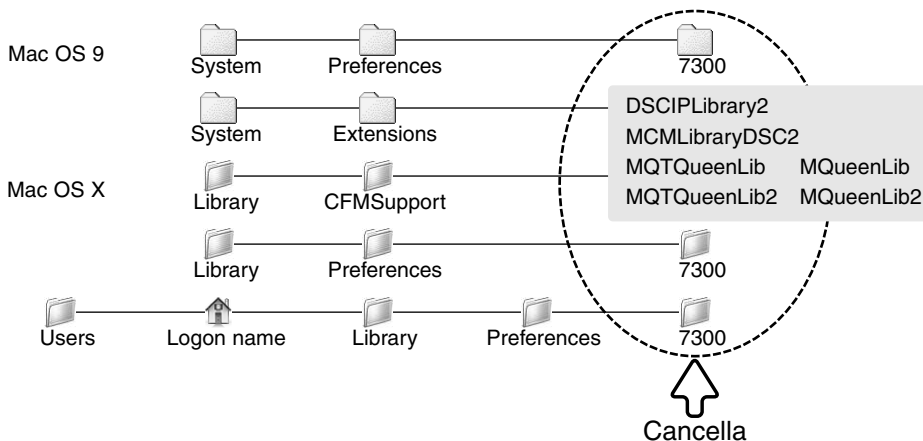 Mac OS 9
System Preferences 7300
System Extensions
DSCIPLibrary2
MCMLibraryDSC2
MQTQueenLib MQueenLib
MQTQueenLib2 MQueenLib2
Mac OS X
Library CFMSupport
Library Preferences 7300
Users Logon name Library Preferences 7300
Cancella